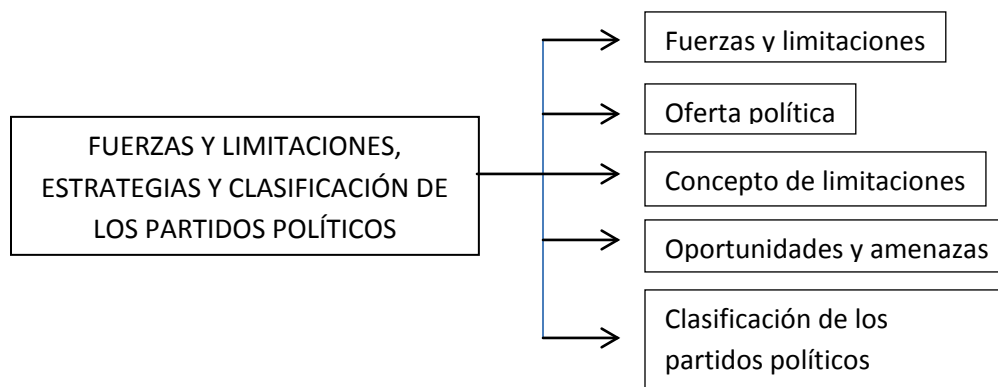 FUERZAS Y LIMITACIONES,
ESTRATEGIAS Y CLASIFICACIÓN DE
LOS PARTIDOS POLÍTICOS
Fuerzas y limitaciones
Oferta política
Concepto de limitaciones
Oportunidades y amenazas
Clasificación de los
partidos políticos